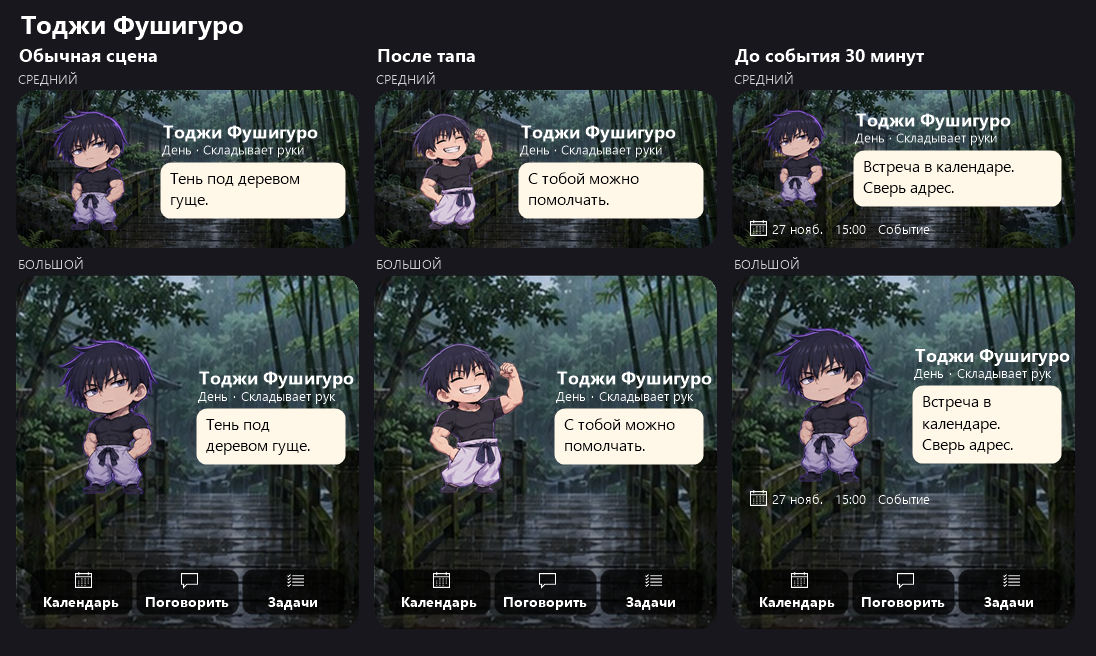 Тоджи Фушигуро
Обычная сцена
СРЕДНИЙ
Тоджи Фушигуро
День · Складывает руки
Тень под деревом
гуще.
БОЛЬШОЙ
Тоджи Фушигуро
День · Складывает рук
Тень под
деревом гуще.
Календарь
Поговорить
Задачи
После тапа
СРЕДНИЙ
Тоджи Фушигуро
День · Складывает руки
С тобой можно
помолчать.
БОЛЬШОЙ
Тоджи Фушигуро
День · Складывает рук
С тобой можно
помолчать.
Календарь
Поговорить
Задачи
До события 30 минут
СРЕДНИЙ
Тоджи Фушигуро
День · Складывает руки
Встреча в календаре.
Сверь адрес.
27 нояб. 15:00 Событие
БОЛЬШОЙ
Тоджи Фушигуро
День · Складывает рук
Встреча в
календаре.
Сверь адрес.
27 нояб. 15:00 Событие
Календарь
Поговорить
Задачи